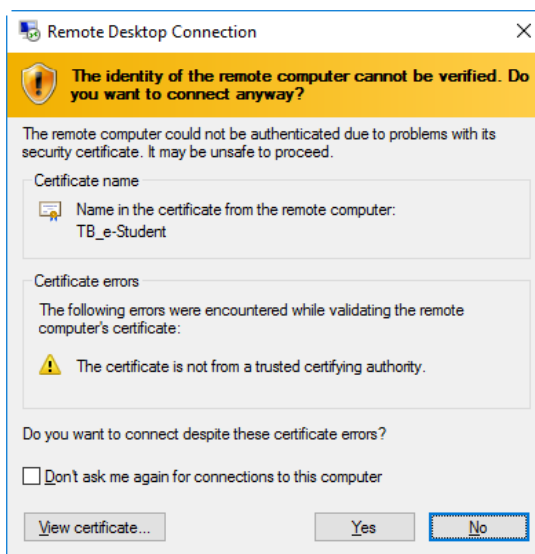 Remote Desktop Connection
The identity of the remote computer cannot be verified. Do
you want to connect anyway?
The remote computer could not be authenticated due to problems with its
security certificate. It may be unsafe to proceed.
Certificate name
Name in the certificate from the remote computer:
TB_e-Student
Certificate errors
The following errors were encountered while validating the remote
computer's certificate:
The certificate is not from a trusted certifying authority.
Do you want to connect despite these certificate errors?
Don't ask me again for connections to this computer
View certificate...
Yes
No